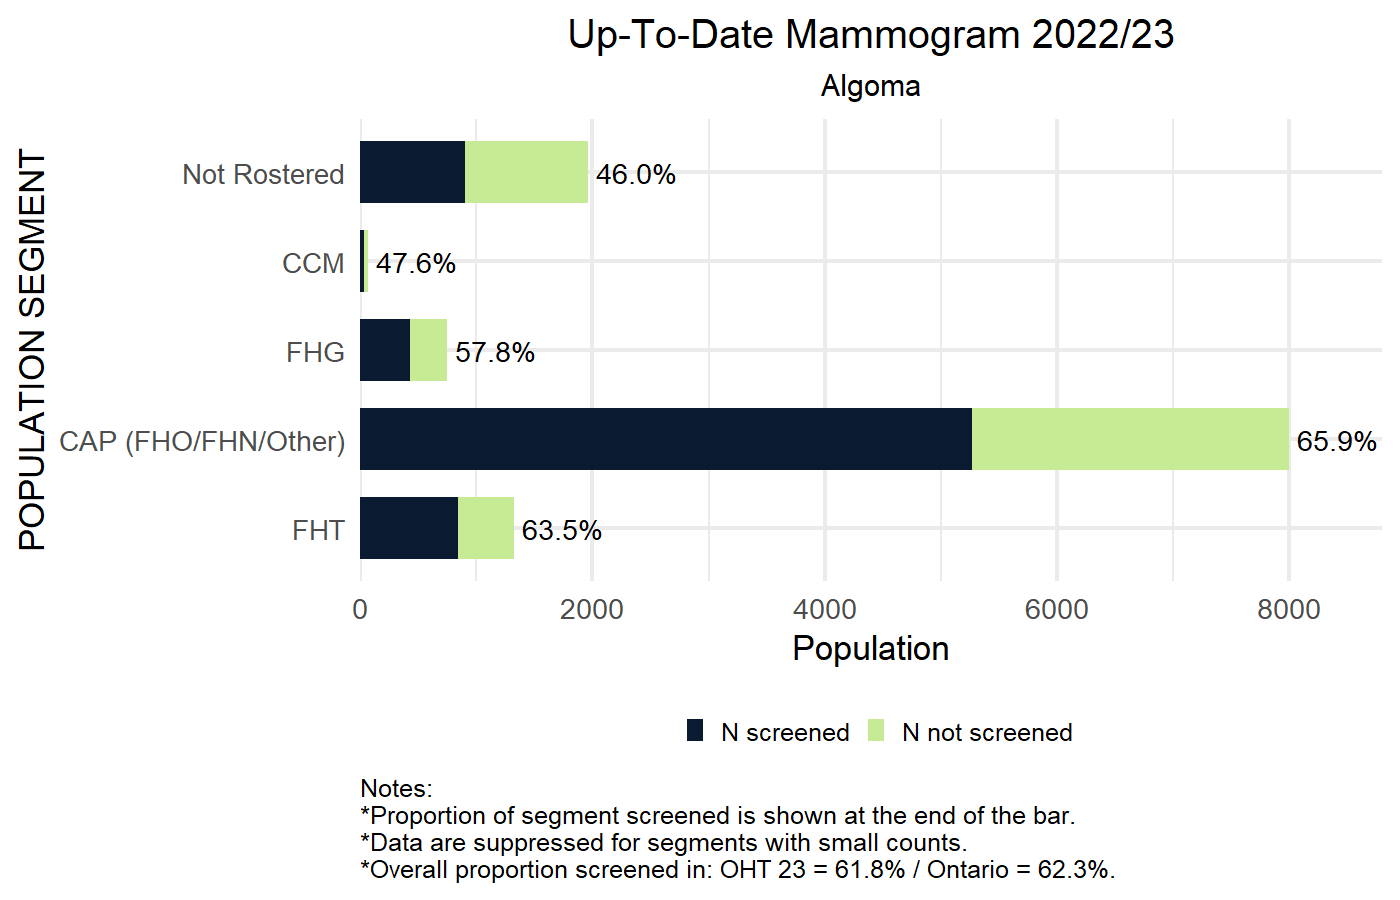 Up-To-Date Mammogram 2022/23
Algoma
POPULATION SEGMENT
Not Rostered
46.0%
CCM
47.6%
FHG
57.8%
CAP (FHO/FHN/Other)
65.9%
FHT
63.5%
0 2000 4000 6000 8000
Population
N screened N not screened
Notes:
*Proportion of segment screened is shown at the end of the bar.
*Data are suppressed for segments with small counts.
*Overall proportion screened in: OHT 23 = 61.8% / Ontario = 62.3%.